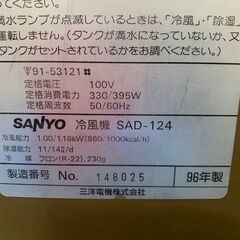 ってください。
満水ランプが点滅しているときは、「冷風」・「除湿」
運転しません。（タンクが満水になっていないか、タ
ンクがセットされているか
91-53121
定格電圧 100V
定格消費電力 330/395W
定格周波数 50/60Hz
SANYO 冷風機 SAD-124
冷風能力 1.00/1.16kW(860/1000kcal/h)
除湿能力 11/14ℓ/d
冷 媒 フロン(R-22), 230g
製造番号 No. 148025 96年製
三洋電機株式会社